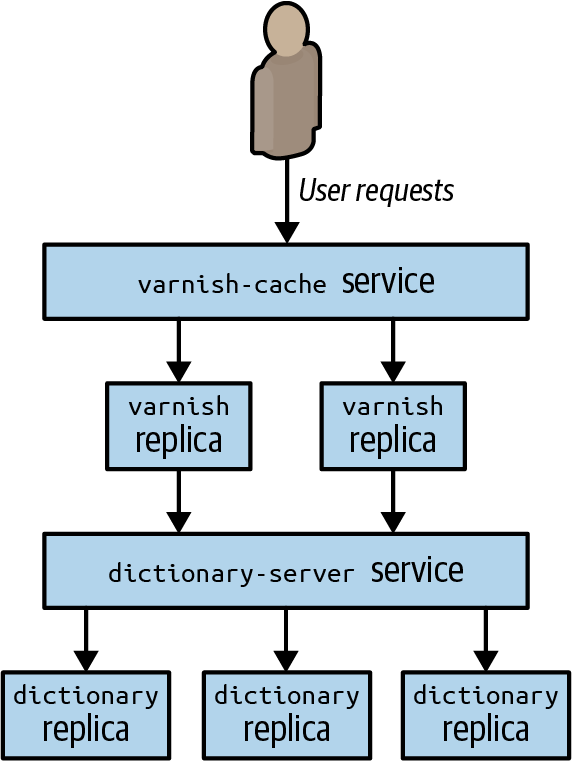 User requests
varnish-cache service
varnish
replica
varnish
replica
dictionary-server service
dictionary
replica
dictionary
replica
dictionary
replica